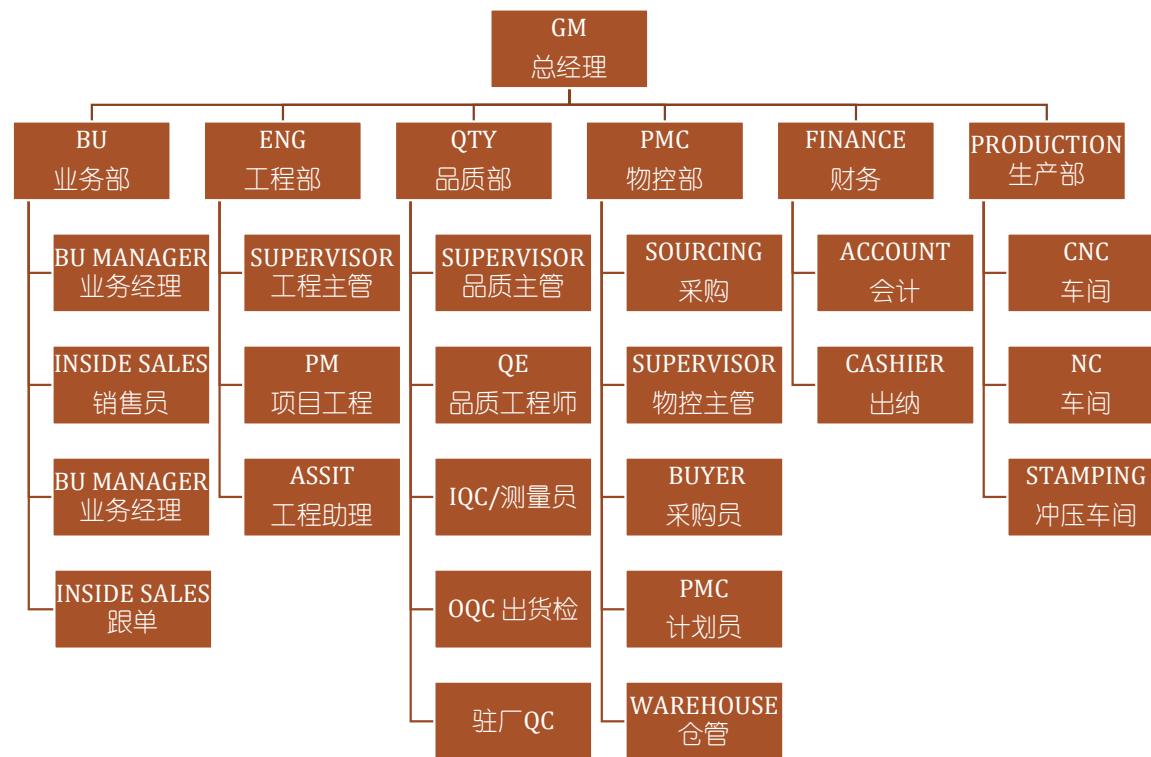 GM
总经理
BU
业务部
ENG
工程部
QTY
品质部
PMC
物控部
FINANCE
财务
PRODUCTION
生产部
BU MANAGER
业务经理
INSIDE SALES
销售员
BU MANAGER
业务经理
INSIDE SALES
跟单
SUPERVISOR
工程主管
PM
项目工程
ASSIT
工程助理
SUPERVISOR
品质主管
QE
品质工程师
IQC/测量员
OQC 出货检
驻厂QC
SOURCING
采购
SUPERVISOR
物控主管
BUYER
采购员
PMC
计划员
WAREHOUSE
仓管
ACCOUNT
会计
CASHIER
出纳
CNC
车间
NC
车间
STAMPING
冲压车间